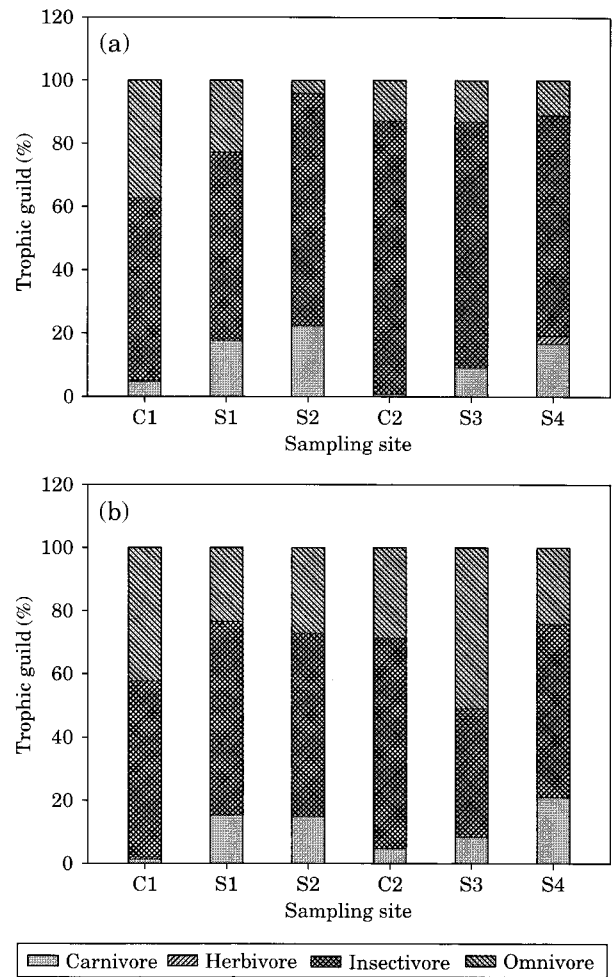 120
(a)
100
80
60
40
20
0
Trophic guild (%)
C1 S1 S2 C2 S3 S4
Sampling site
120
(b)
100
80
60
40
20
0
Trophic guild (%)
C1 S1 S2 C2 S3 S4
Sampling site
Carnivore Herbivore Insectivore Omnivore